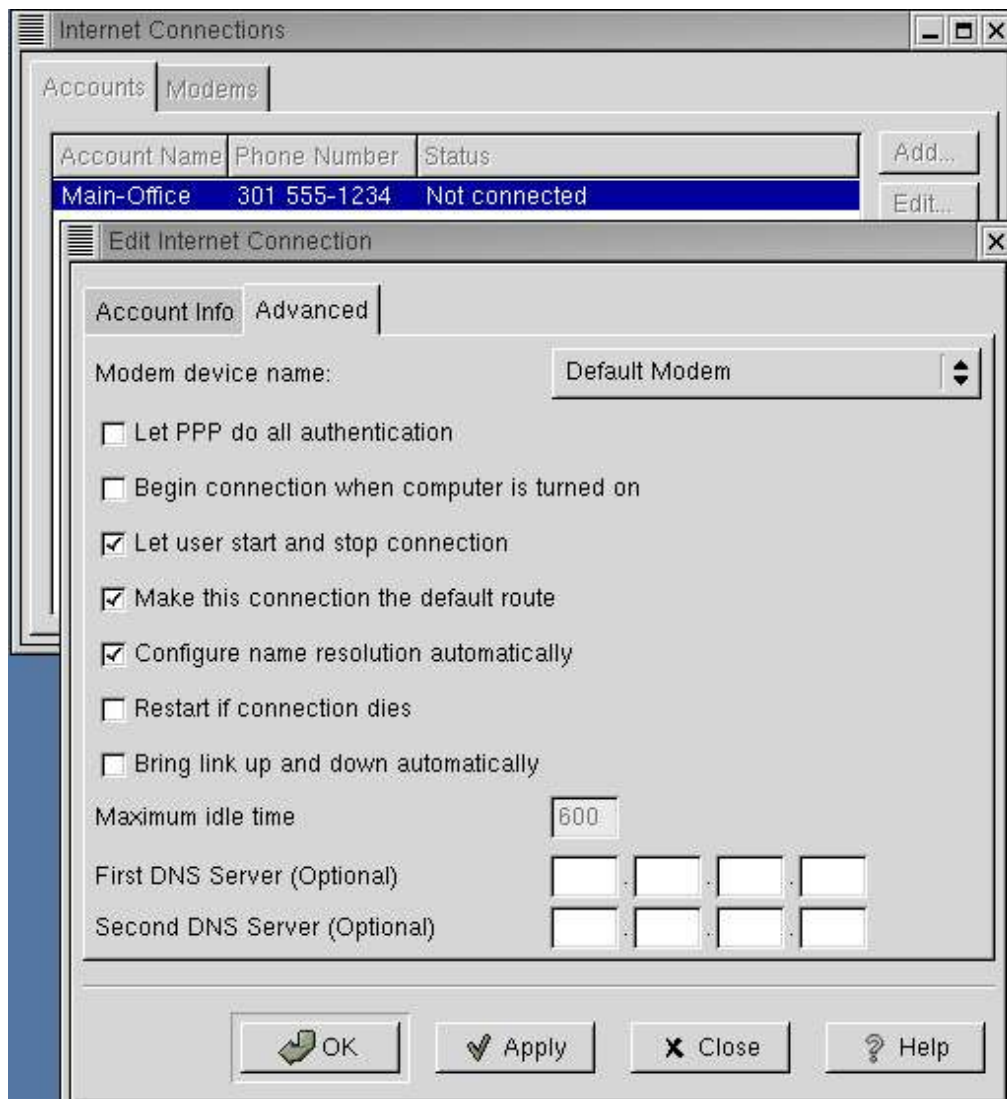 Internet Connections
Accounts Modems
Account Name Phone Number Status
Add...
Main-Office 301 555-1234 Not connected
Edit...
Edit Internet Connection
Account Info Advanced
Modem device name: Default Modem
Let PPP do all authentication
Begin connection when computer is turned on
Let user start and stop connection
Make this connection the default route
Configure name resolution automatically
Restart if connection dies
Bring link up and down automatically
Maximum idle time 600
First DNS Server (Optional) . . .
Second DNS Server (Optional) . . .
OK Apply Close Help